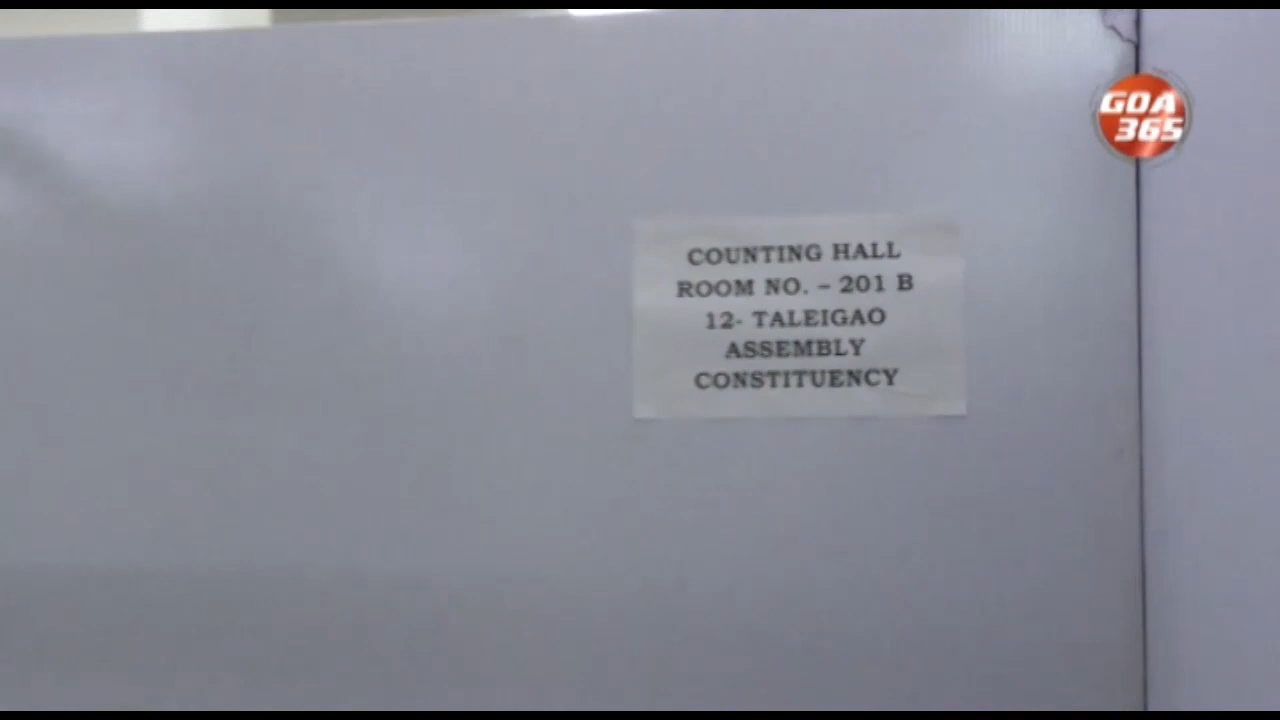 GOA
365
COUNTING HALL
ROOM NO. – 201 B
12- TALEIGAO
ASSEMBLY
CONSTITUENCY